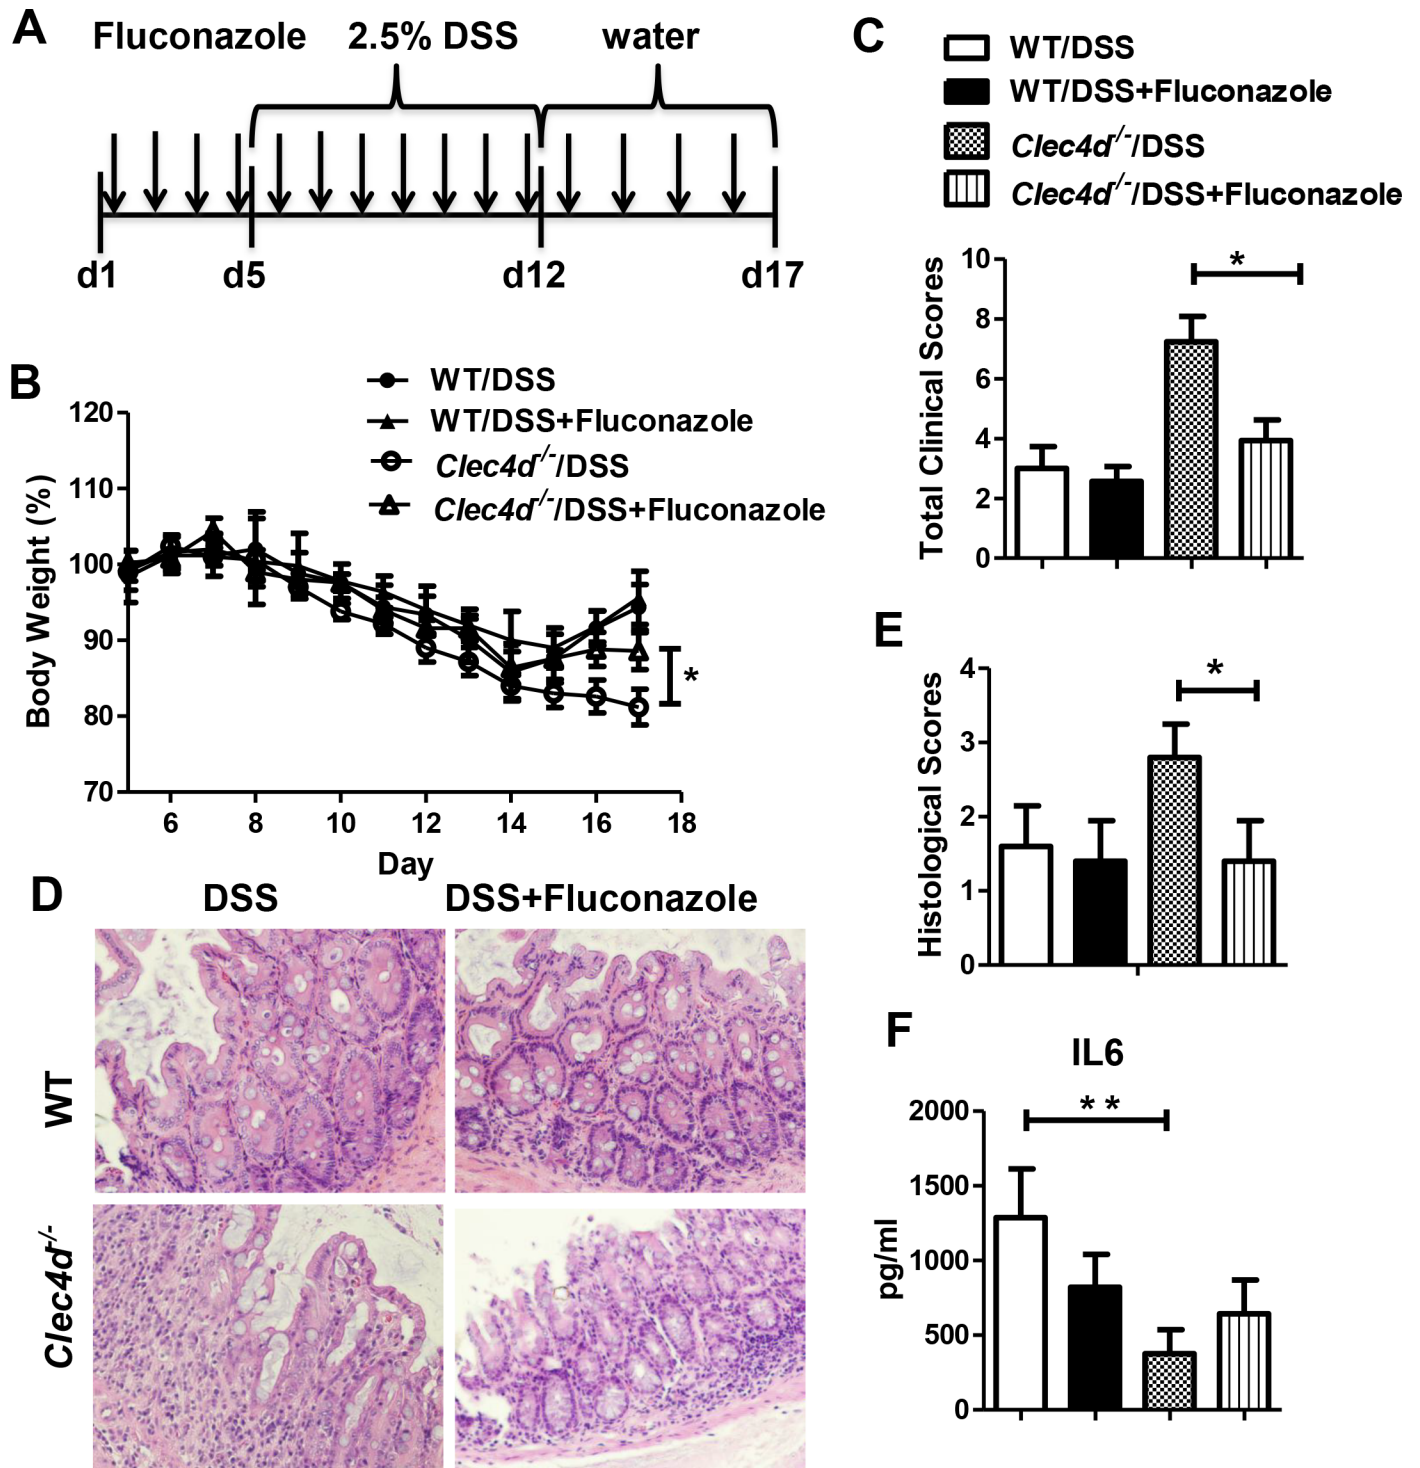 A
Fluconazole 2.5% DSS water
d1 d5 d12 d17
B
WT/DSS
WT/DSS+Fluconazole
Clec4d-/-/DSS
Clec4d-/-/DSS+Fluconazole
Body Weight (%)
120
110
100
90
80
70
*
6 8 10 12 14 16 18
Day
C
WT/DSS
WT/DSS+Fluconazole
Clec4d-/-/DSS
Clec4d-/-/DSS+Fluconazole
Total Clinical Scores
10
8
6
4
2
0
*
D
DSS DSS+Fluconazole
WT
Clec4d-/-
E
Histological Scores
4
3
2
1
0
*
F
IL6
pg/ml
2000
1500
1000
500
0
* *